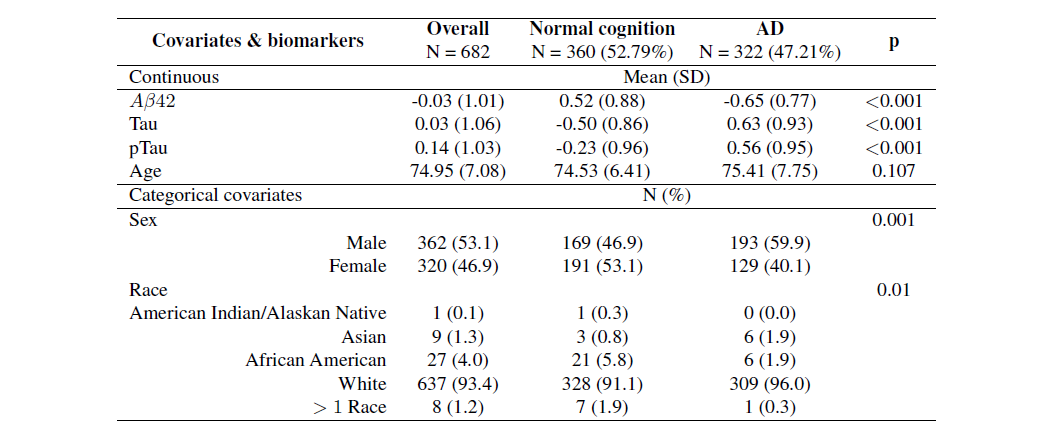 Covariates & biomarkers Overall Normal cognition AD p
N = 682 N = 360 (52.79%) N = 322 (47.21%)
Continuous Mean (SD)
Aβ42 -0.03 (1.01) 0.52 (0.88) -0.65 (0.77) <0.001
Tau 0.03 (1.06) -0.50 (0.86) 0.63 (0.93) <0.001
pTau 0.14 (1.03) -0.23 (0.96) 0.56 (0.95) <0.001
Age 74.95 (7.08) 74.53 (6.41) 75.41 (7.75) 0.107
Categorical covariates N (%)
Sex 0.001
Male 362 (53.1) 169 (46.9) 193 (59.9)
Female 320 (46.9) 191 (53.1) 129 (40.1)
Race 0.01
American Indian/Alaskan Native 1 (0.1) 1 (0.3) 0 (0.0)
Asian 9 (1.3) 3 (0.8) 6 (1.9)
African American 27 (4.0) 21 (5.8) 6 (1.9)
White 637 (93.4) 328 (91.1) 309 (96.0)
> 1 Race 8 (1.2) 7 (1.9) 1 (0.3)